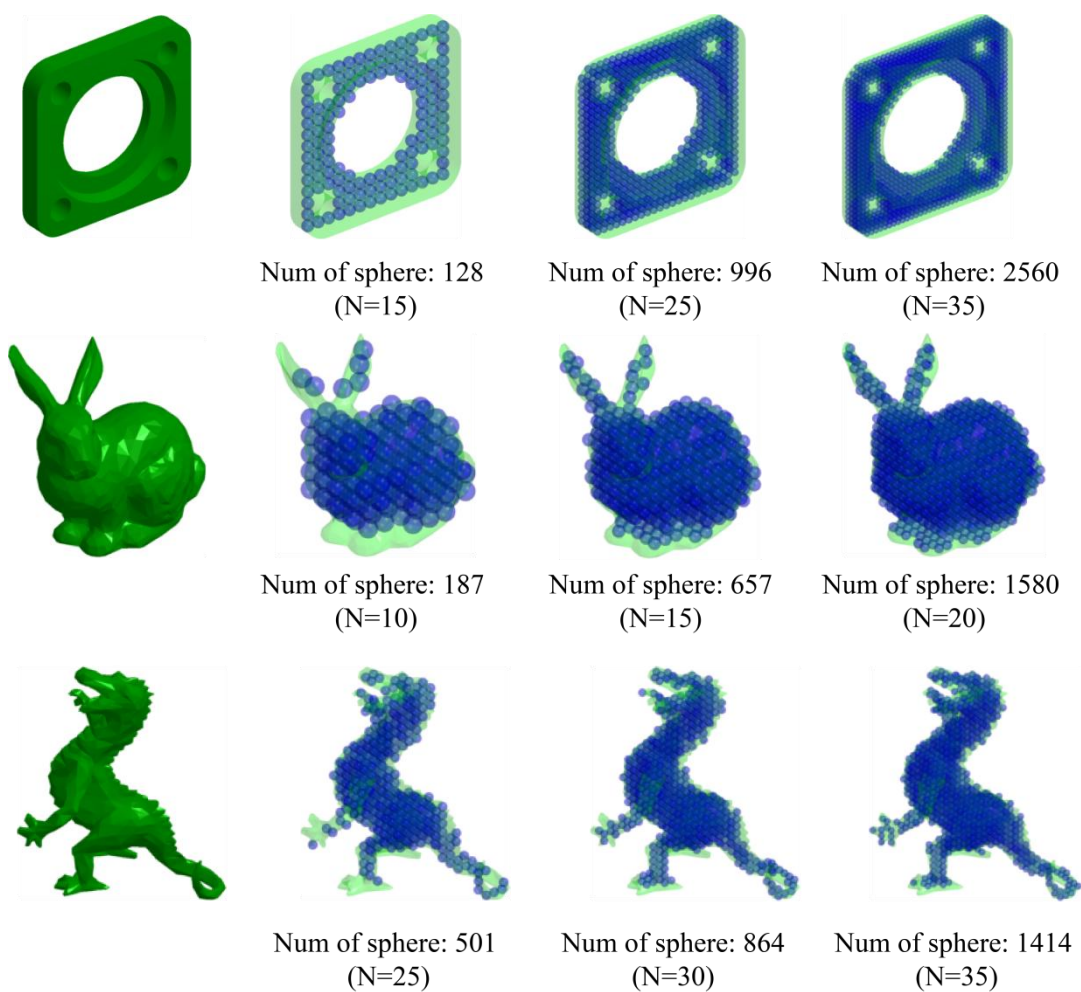 Num of sphere: 128
(N=15)
Num of sphere: 996
(N=25)
Num of sphere: 2560
(N=35)
Num of sphere: 187
(N=10)
Num of sphere: 657
(N=15)
Num of sphere: 1580
(N=20)
Num of sphere: 501
(N=25)
Num of sphere: 864
(N=30)
Num of sphere: 1414
(N=35)